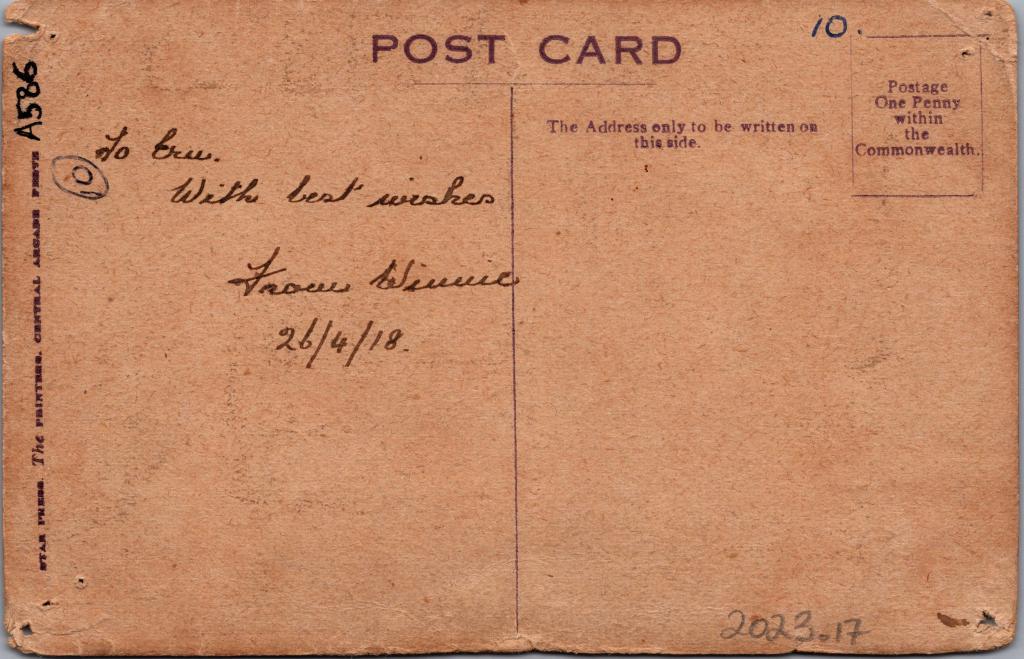 POST CARD
10.
A586
Postage
One Penny
within
the
Commonwealth.
The Address only to be written on
this side.
10
To Ern.
With best wishes
From Winnie
26/4/18.
STAR PRESS. The PRINTERS. CENTRAL ARCADE PERTH
2023.17